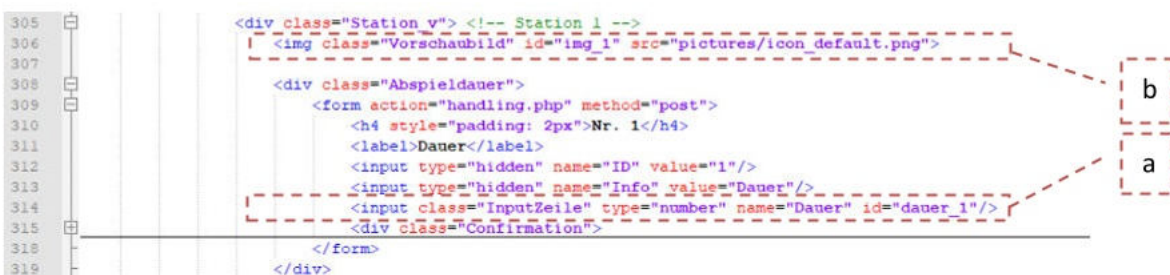 305 <div class="Station_v"> <!-- Station 1 -->
306 <img class="Vorschaubild" id="img_1" src="pictures/icon_default.png">
307
308 <div class="Abspieldauer">
309 <form action="handling.php" method="post">
310 <h4 style="padding: 2px">Nr. 1</h4>
311 <label>Dauer</label>
312 <input type="hidden" name="ID" value="1"/>
313 <input type="hidden" name="Info" value="Dauer"/>
314 <input class="InputZeile" type="number" name="Dauer" id="dauer_1"/>
315 <div class="Confirmation">
318 </form>
319 </div>
b
a